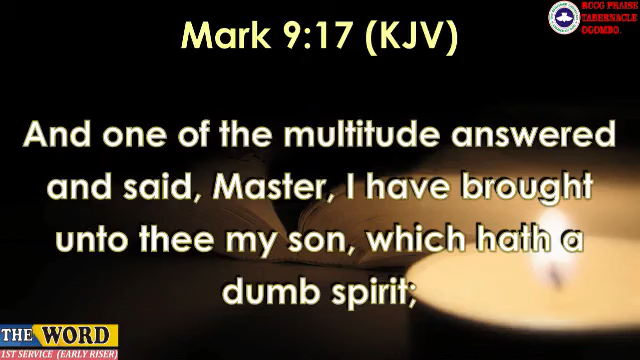 Mark 9:17 (KJV)
RCCG PRAISE
TABERNACLE
OGOMBO.
And one of the multitude answered
and said, Master, I have brought
unto thee my son, which hath a
dumb spirit;
THE WORD
1ST SERVICE (EARLY RISER)